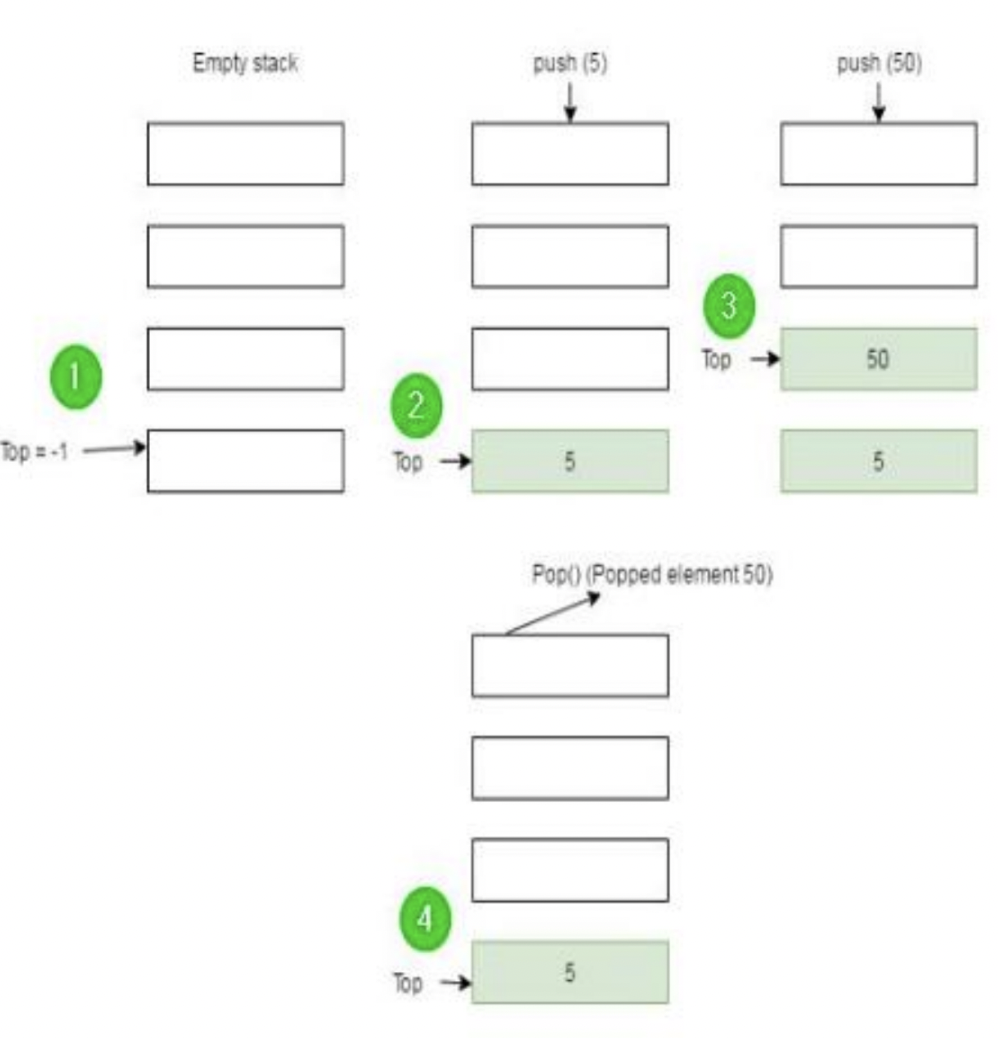 Empty stack
push (5)
push (50)
3
1
Top
50
2
Top = -1
Top
5
5
Pop() (Popped element 50)
4
Top
5